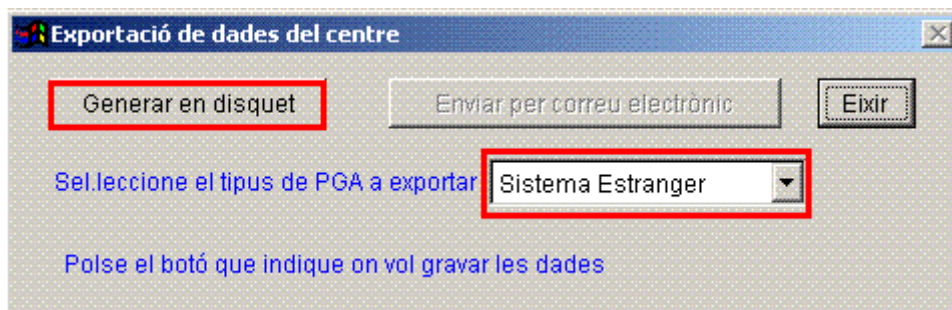 Exportació de dades del centre
Generar en disquet Enviar per correu electrònic Eixir
Sel.leccione el tipus de PGA a exportar Sistema Estranger
Polse el botó que indique on vol gravar les dades